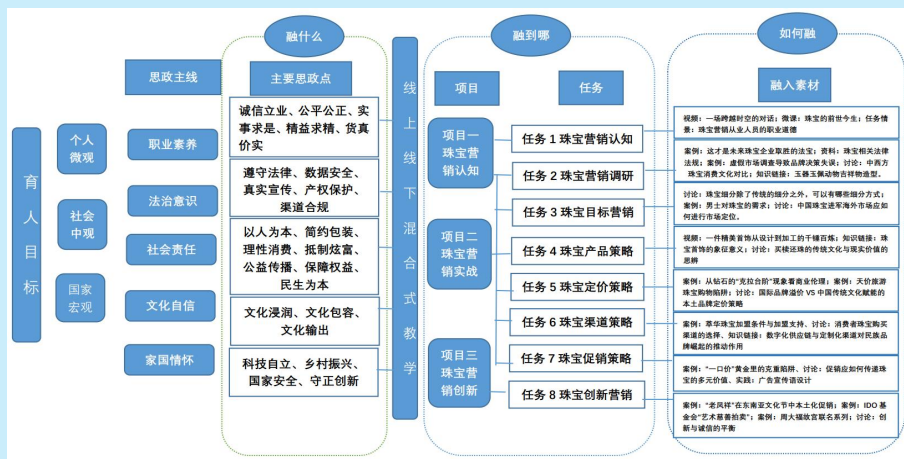 融什么
融到哪
如何融
思政主线
主要思政点
项目
任务
融入素材
育人目标
个人
微观
社会
中观
国家
宏观
职业素养
法治意识
社会责任
文化自信
家国情怀
诚信立业、公平公正、实
事求是、精益求精、货真
价实
遵守法律、数据安全、
真实宣传、产权保护、
渠道合规
以人为本、简约包装、
理性消费、抵制炫富、
公益传播、保障权益、
民生为本
文化浸润、文化包容、
文化输出
科技自立、乡村振兴、
国家安全、守正创新
线上线下混合式教学
项目一
珠宝营
销认知
项目二
珠宝营
销实战
项目三
珠宝营
销创新
任务 1 珠宝营销认知
任务 2 珠宝营销调研
任务 3 珠宝目标营销
任务 4 珠宝产品策略
任务 5 珠宝定价策略
任务 6 珠宝渠道策略
任务 7 珠宝促销策略
任务 8 珠宝创新营销
视频：一场跨越时空的对话；微课：珠宝的前世今生；任务情
景：珠宝营销从业人员的职业道德
案例：这才是未来珠宝企业取胜的法宝；资料：珠宝相关法律
法规；案例：虚假市场调查导致品牌决策失误；讨论：中西方
珠宝消费文化对比；知识链接：玉器玉佩动物吉祥物造型。
讨论：珠宝细分除了传统的细分之外，可以有哪些细分方式；
案例：男士对珠宝的需求；讨论：中国珠宝进军海外市场应如
何进行市场定位。
视频：一件精美首饰从设计到加工的千锤百炼；知识链接：珠
宝首饰的象征意义；讨论：买椟还珠的传统文化与现实价值的
思辨
案例：从钻石的“克拉台阶”现象看商业伦理；案例：天价旅游
珠宝购物陷阱；讨论：国际品牌溢价 VS 中国传统文化赋能的
本土品牌定价策略
案例：萃华珠宝加盟条件与加盟支持、讨论：消费者珠宝购买
渠道的选择、知识链接：数字化供应链与定制化渠道对民族品
牌崛起的推动作用
案例：“一口价”黄金里的克重陷阱、讨论：促销应如何传递珠
宝的多元价值、实践：广告宣传语设计
案例：“老凤祥”在东南亚文化节中本土化促销；案例：IDO 基
金会“艺术慈善拍卖”；案例：周大福故宫联名系列；讨论：创
新与诚信的平衡